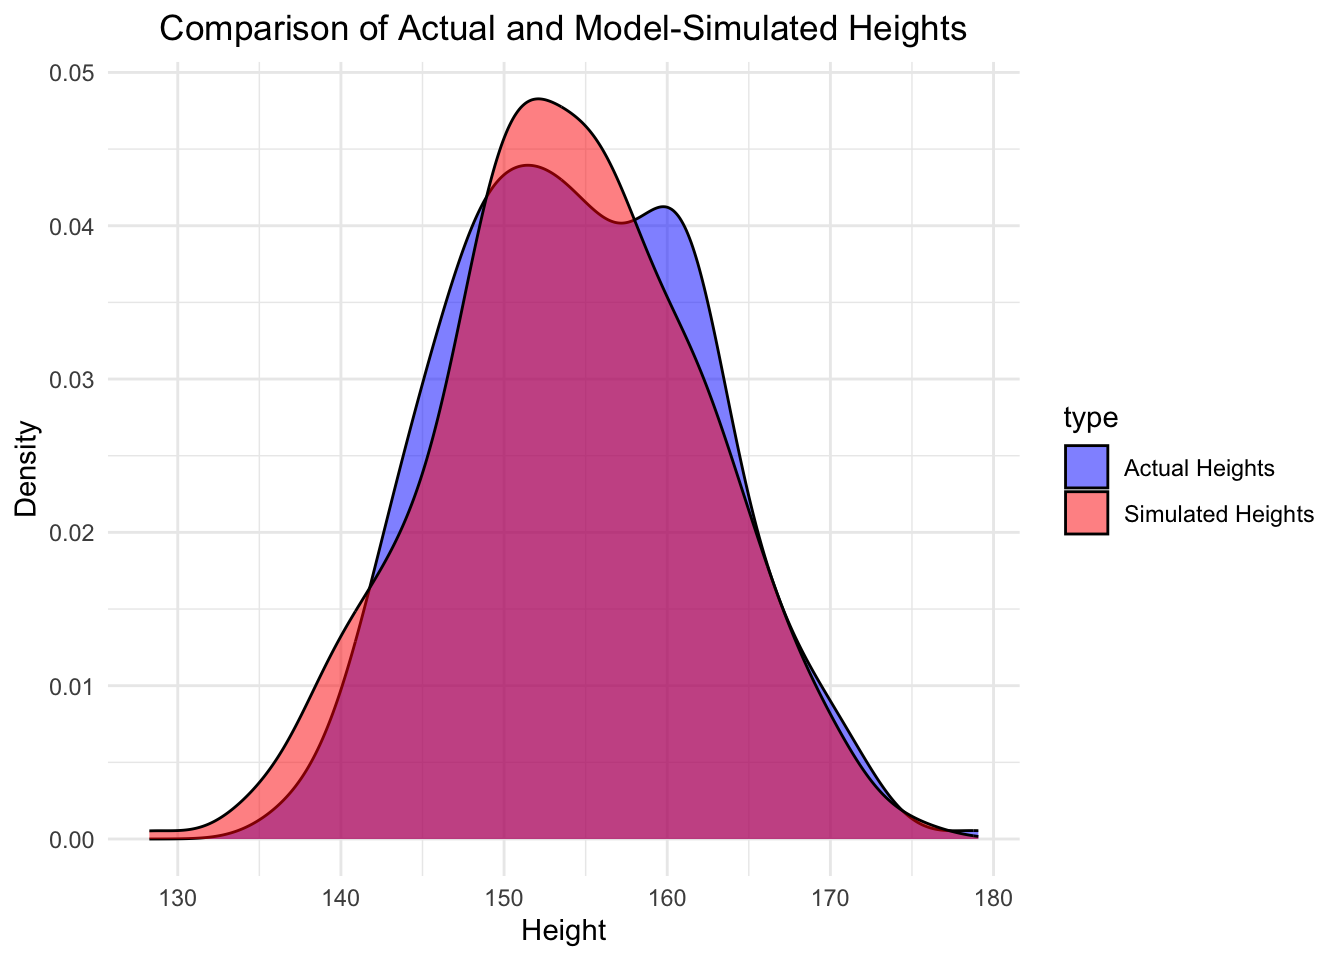 Comparison of Actual and Model-Simulated Heights
0.05
0.04
0.03
0.02
0.01
0.00
Density
130 140 150 160 170 180
Height
type
Actual Heights
Simulated Heights